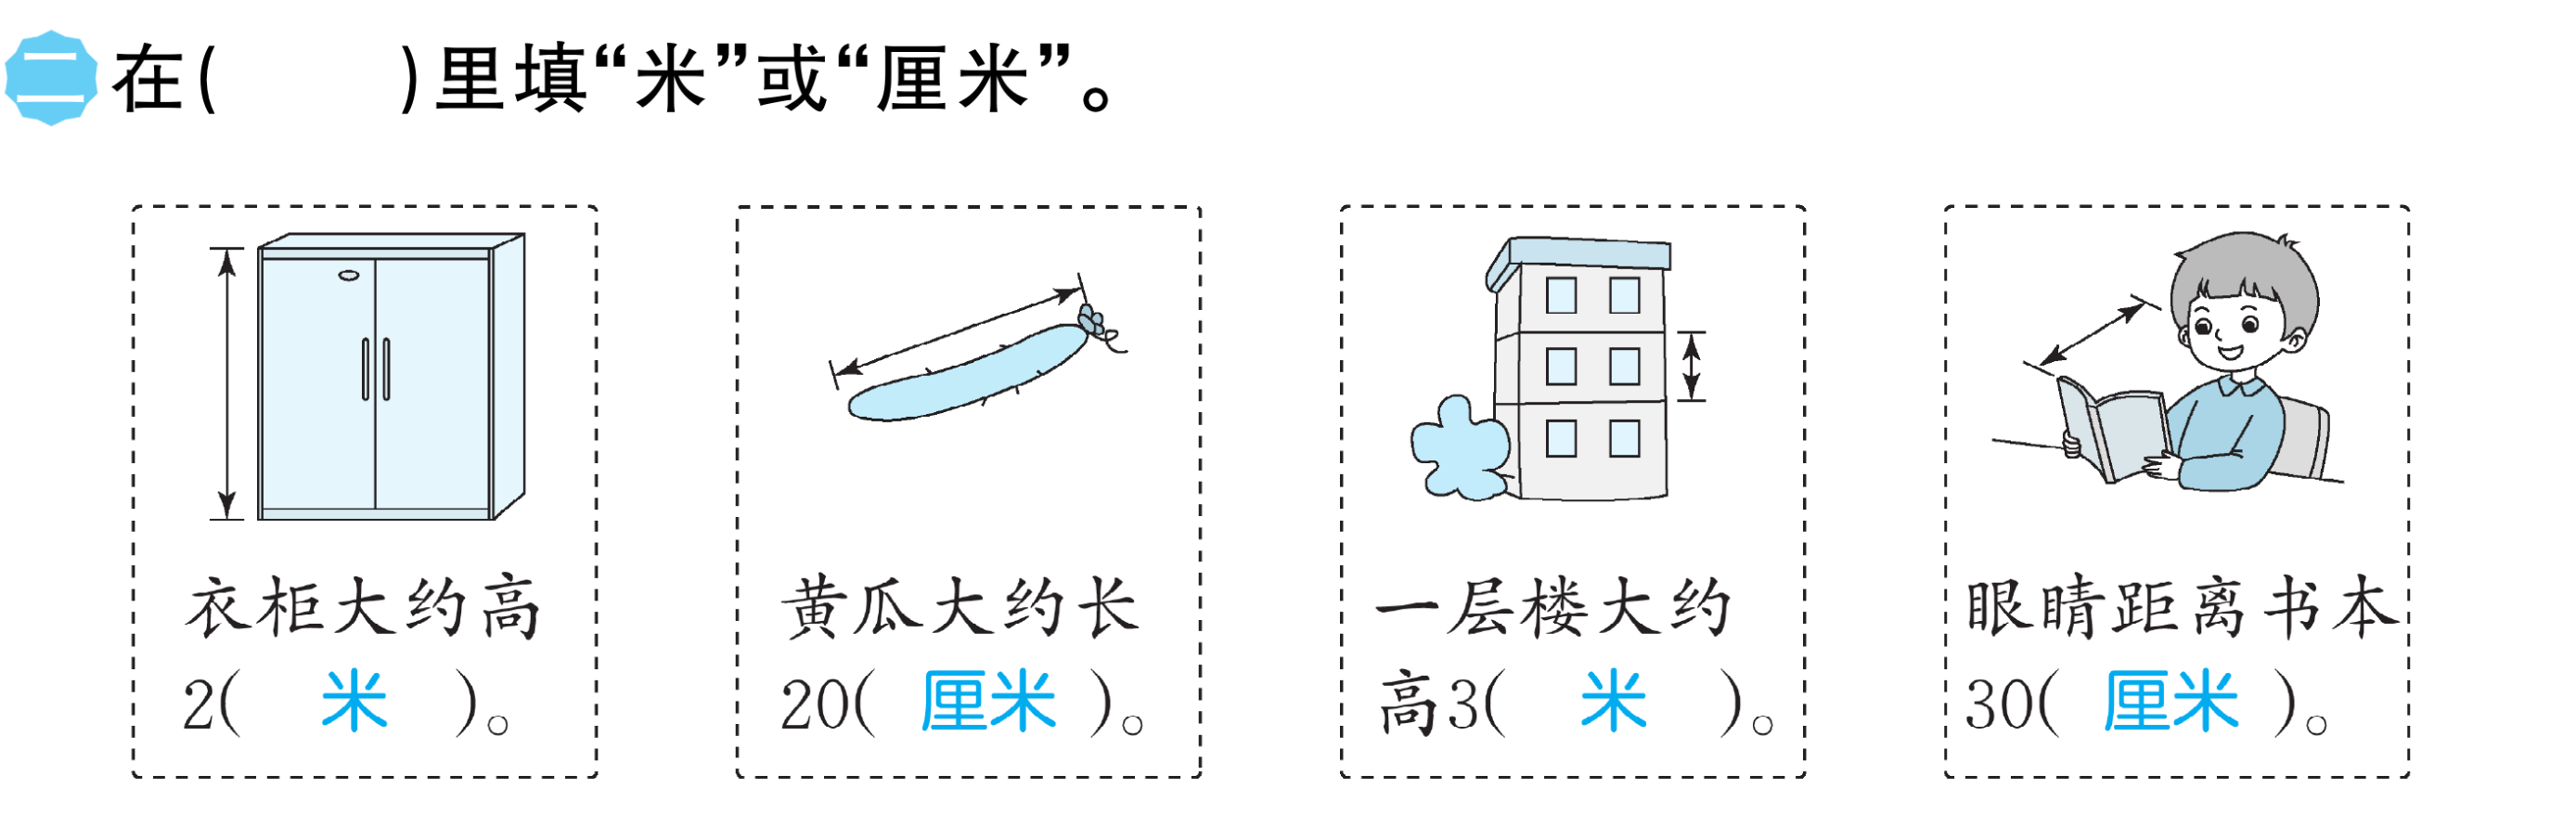 二 在(  )里填“米”或“厘米”。
衣柜大约高
2( 米 )。
黄瓜大约长
20( 厘米 )。
一层楼大约
高3( 米 )。
眼睛距离书本
30( 厘米 )。